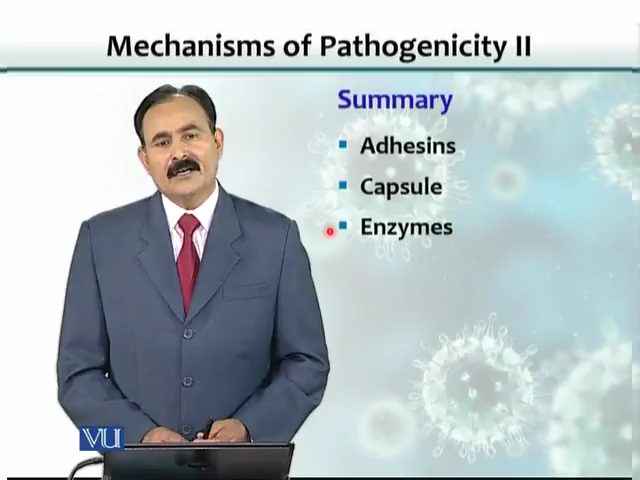 Mechanisms of Pathogenicity II
Summary
Adhesins
Capsule
Enzymes
VU